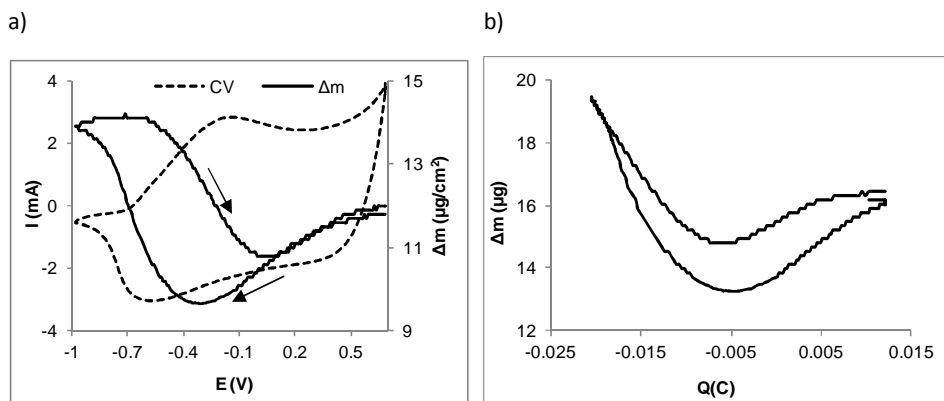 a)
b)
CV
Δm
4
2
0
-2
-4
I (mA)
15
13
11
9
Δm (µg/cm²)
-1
-0.7
-0.4
-0.1
0.2
0.5
E (V)
20
18
16
14
12
Δm (µg)
-0.025
-0.015
-0.005
0.005
0.015
Q(C)